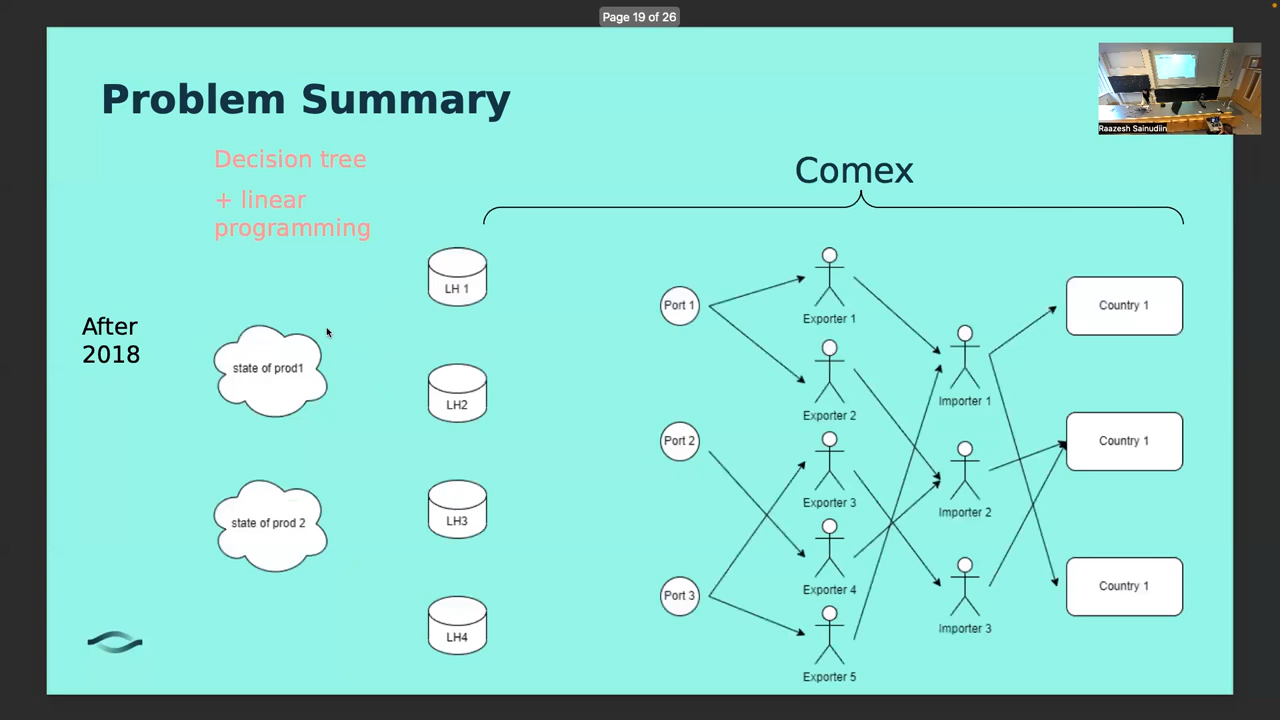 Page 19 of 26
Problem Summary
Raazesh Sainudiin
Decision tree
+ linear
programming
Comex
After
2018
state of prod1
state of prod 2
LH 1
LH2
LH3
LH4
Port 1
Port 2
Port 3
Exporter 1
Exporter 2
Exporter 3
Exporter 4
Exporter 5
Importer 1
Importer 2
Importer 3
Country 1
Country 1
Country 1